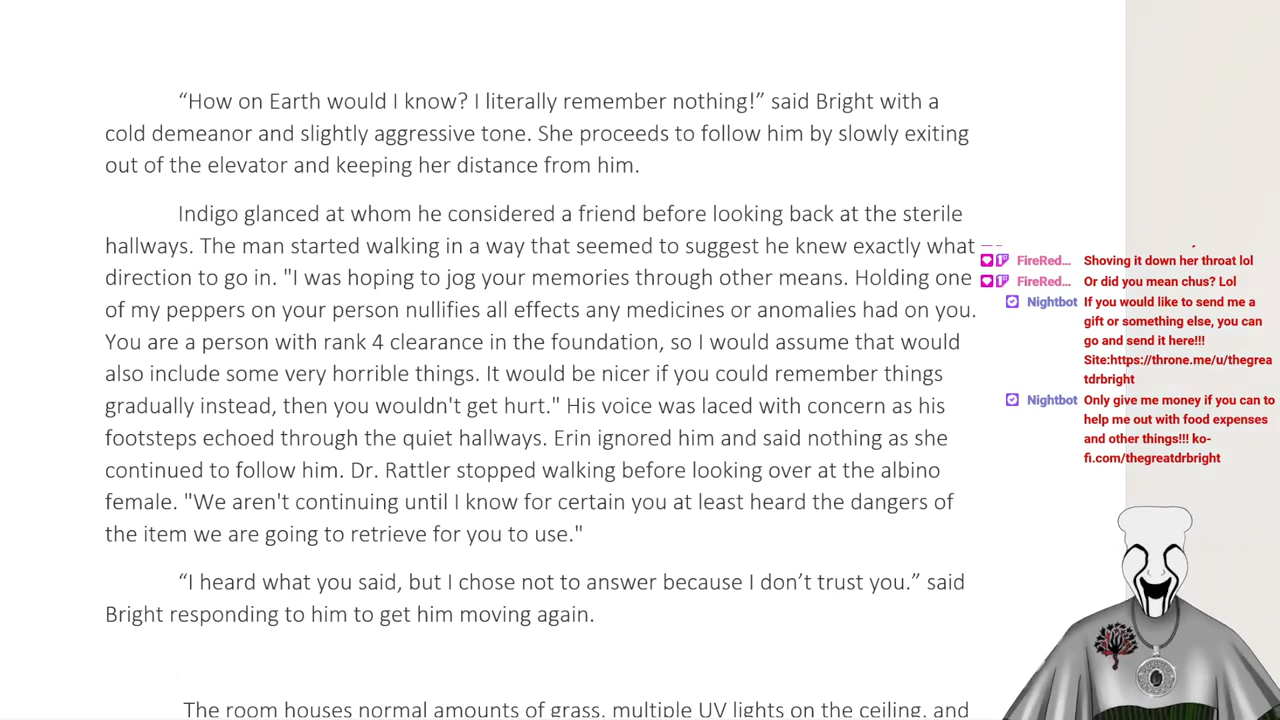 “How on Earth would I know? I literally remember nothing!” said Bright with a
cold demeanor and slightly aggressive tone. She proceeds to follow him by slowly exiting
out of the elevator and keeping her distance from him.
Indigo glanced at whom he considered a friend before looking back at the sterile
hallways. The man started walking in a way that seemed to suggest he knew exactly what
direction to go in. "I was hoping to jog your memories through other means. Holding one
of my peppers on your person nullifies all effects any medicines or anomalies had on you.
You are a person with rank 4 clearance in the foundation, so I would assume that would
also include some very horrible things. It would be nicer if you could remember things
gradually instead, then you wouldn't get hurt." His voice was laced with concern as his
footsteps echoed through the quiet hallways. Erin ignored him and said nothing as she
continued to follow him. Dr. Rattler stopped walking before looking over at the albino
female. "We aren't continuing until I know for certain you at least heard the dangers of
the item we are going to retrieve for you to use."
“I heard what you said, but I chose not to answer because I don’t trust you.” said
Bright responding to him to get him moving again.
The room houses normal amounts of grass, multiple UV lights on the ceiling, and
FireRed... Shoving it down her throat lol
FireRed... Or did you mean chus? Lol
Nightbot If you would like to send me a
gift or something else, you can
go and send it here!!!
Site:https://throne.me/u/thegrea
tdrbright
Nightbot Only give me money if you can to
help me out with food expenses
and other things!!! ko-
fi.com/thegreatdrbright